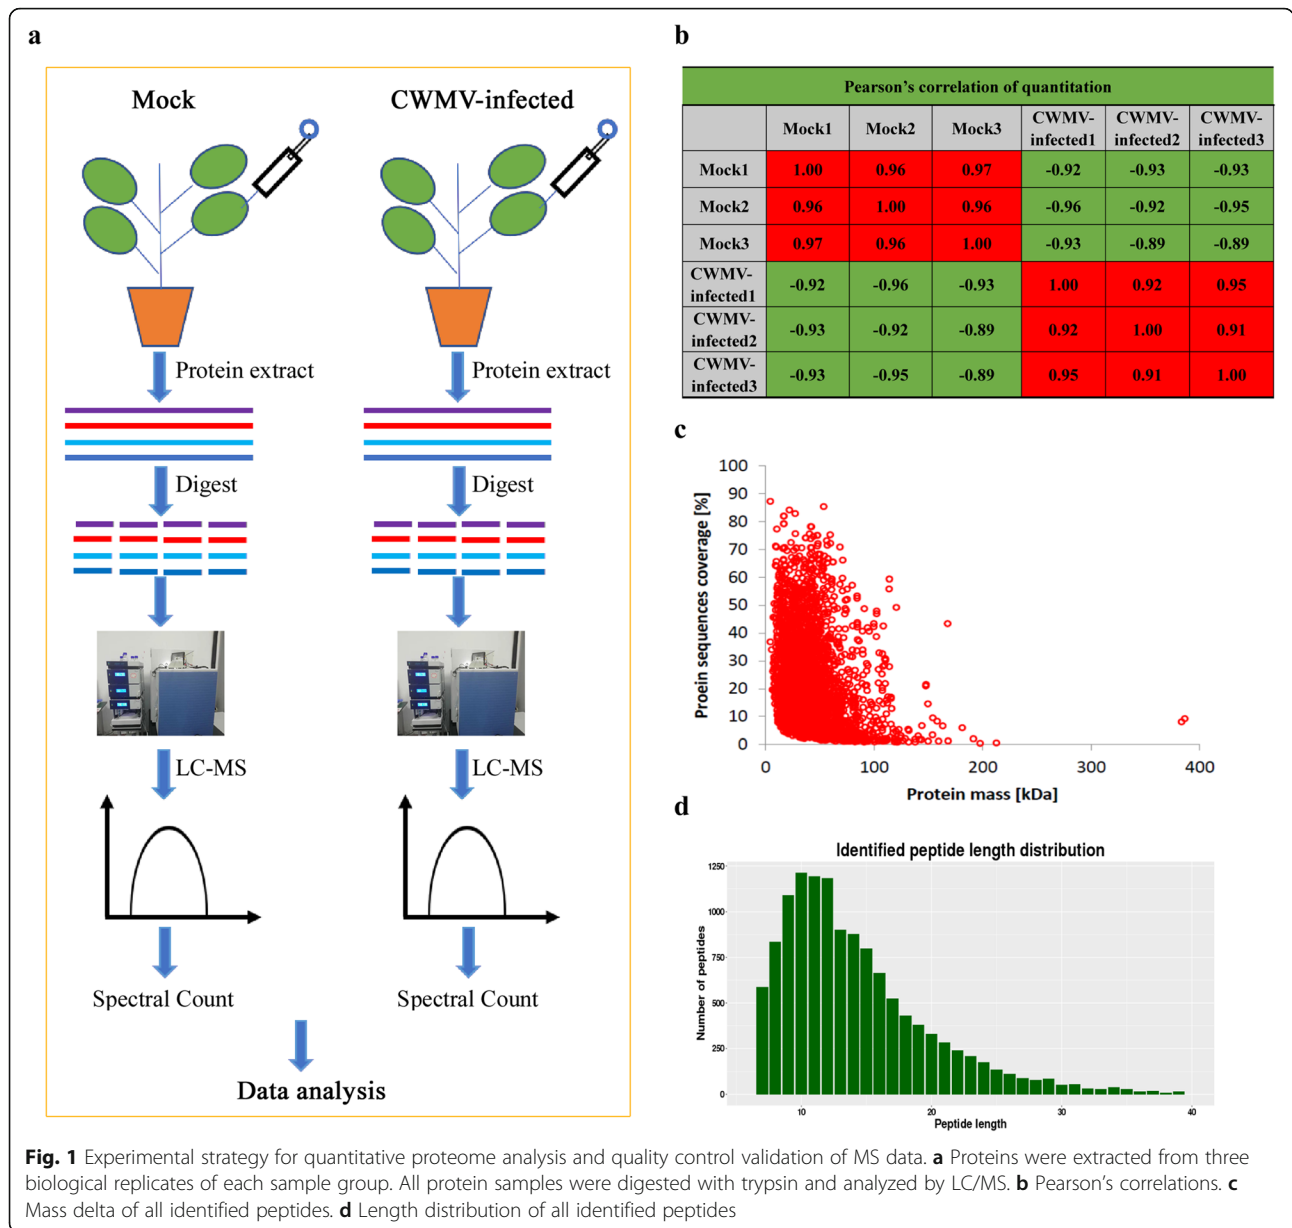 a
Mock
CWMV-infected
Protein extract
Protein extract
Digest
Digest
LC-MS
LC-MS
Spectral Count
Spectral Count
Data analysis
b
Pearson's correlation of quantitation
Mock1 Mock2 Mock3 CWMV-infected1 CWMV-infected2 CWMV-infected3
Mock1 1.00 0.96 0.97 -0.92 -0.93 -0.93
Mock2 0.96 1.00 0.96 -0.96 -0.92 -0.95
Mock3 0.97 0.96 1.00 -0.93 -0.89 -0.89
CWMV-infected1 -0.92 -0.96 -0.93 1.00 0.92 0.95
CWMV-infected2 -0.93 -0.92 -0.89 0.92 1.00 0.91
CWMV-infected3 -0.93 -0.95 -0.89 0.95 0.91 1.00
c
Proein sequences coverage [%]
100
90
80
70
60
50
40
30
20
10
0
0 100 200 300 400
Protein mass [kDa]
d
Identified peptide length distribution
Number of peptides
1250
1000
750
500
250
0
10 20 30 40
Peptide length
Fig. 1 Experimental strategy for quantitative proteome analysis and quality control validation of MS data. a Proteins were extracted from three
biological replicates of each sample group. All protein samples were digested with trypsin and analyzed by LC/MS. b Pearson's correlations. c
Mass delta of all identified peptides. d Length distribution of all identified peptides